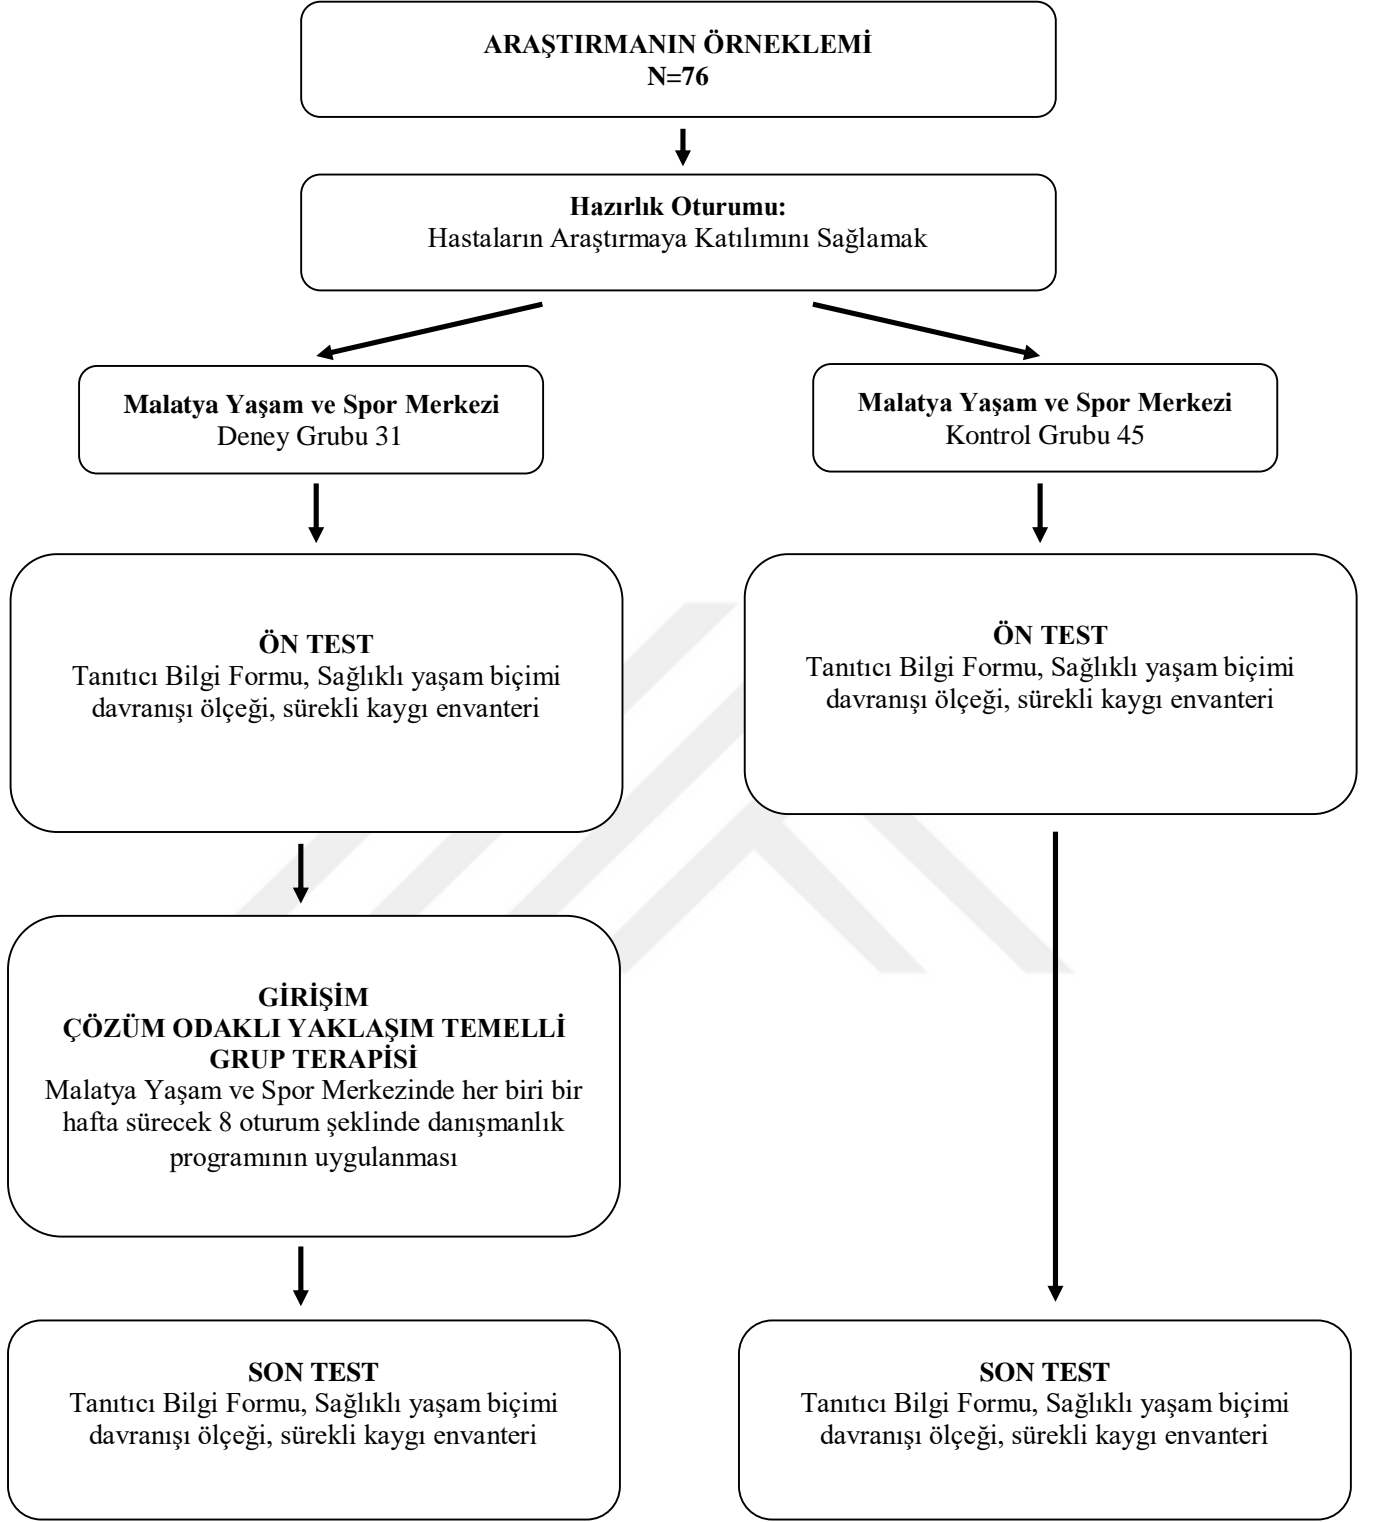 ARAŞTIRMANIN ÖRNEKLEMİ
N=76
Hazırlık Oturumu:
Hastaların Araştırmaya Katılımını Sağlamak
Malatya Yaşam ve Spor Merkezi
Deney Grubu 31
Malatya Yaşam ve Spor Merkezi
Kontrol Grubu 45
ÖN TEST
Tanıtıcı Bilgi Formu, Sağlıklı yaşam biçimi
davranışı ölçeği, sürekli kaygı envanteri
ÖN TEST
Tanıtıcı Bilgi Formu, Sağlıklı yaşam biçimi
davranışı ölçeği, sürekli kaygı envanteri
GİRİŞİM
ÇÖZÜM ODAKLI YAKLAŞIM TEMELLİ
GRUP TERAPİSİ
Malatya Yaşam ve Spor Merkezinde her biri bir
hafta sürecek 8 oturum şeklinde danışmanlık
programının uygulanması
SON TEST
Tanıtıcı Bilgi Formu, Sağlıklı yaşam biçimi
davranışı ölçeği, sürekli kaygı envanteri
SON TEST
Tanıtıcı Bilgi Formu, Sağlıklı yaşam biçimi
davranışı ölçeği, sürekli kaygı envanteri